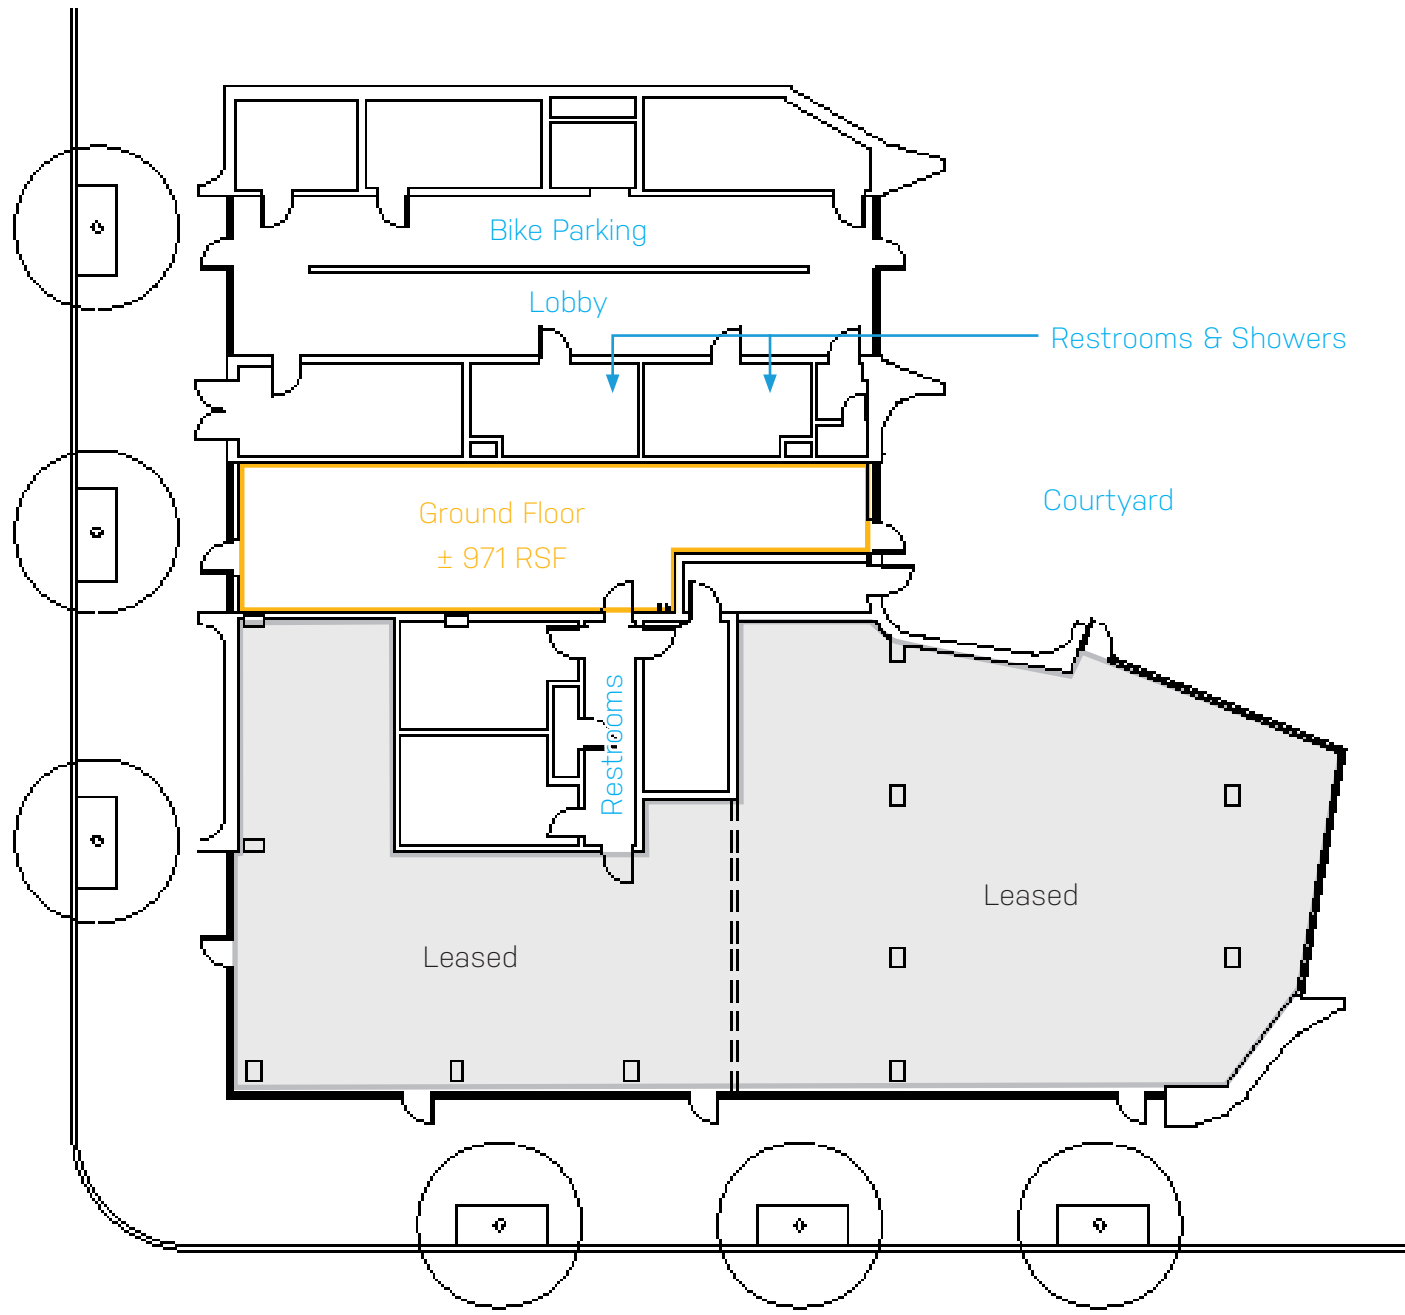 Bike Parking
Lobby
Restrooms & Showers
Courtyard
Ground Floor
± 971 RSF
Restrooms
Leased
Leased